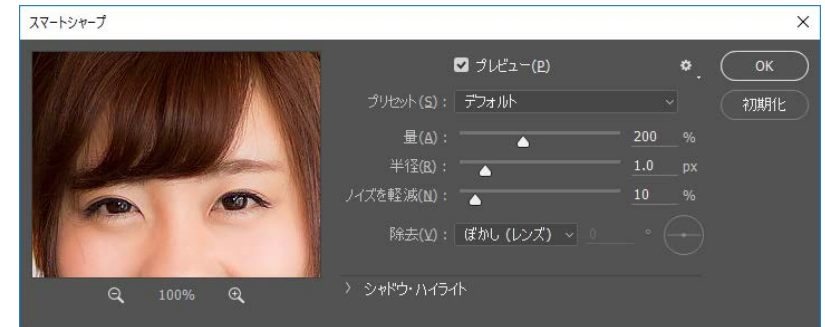 スマートシャープ
プレビュー(P)
OK
プリセット(S) : デフォルト
初期化
量(A) : 200 %
半径(R) : 1.0 px
ノイズを軽減(N) : 10 %
除去(V) : ぼかし (レンズ) 0 °
100%
シャドウ・ハイライト